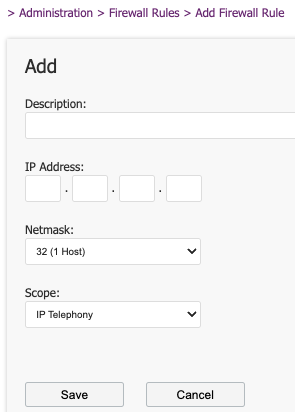 > Administration > Firewall Rules > Add Firewall Rule
Add
Description:
IP Address:
. . .
Netmask:
32 (1 Host)
Scope:
IP Telephony
Save Cancel